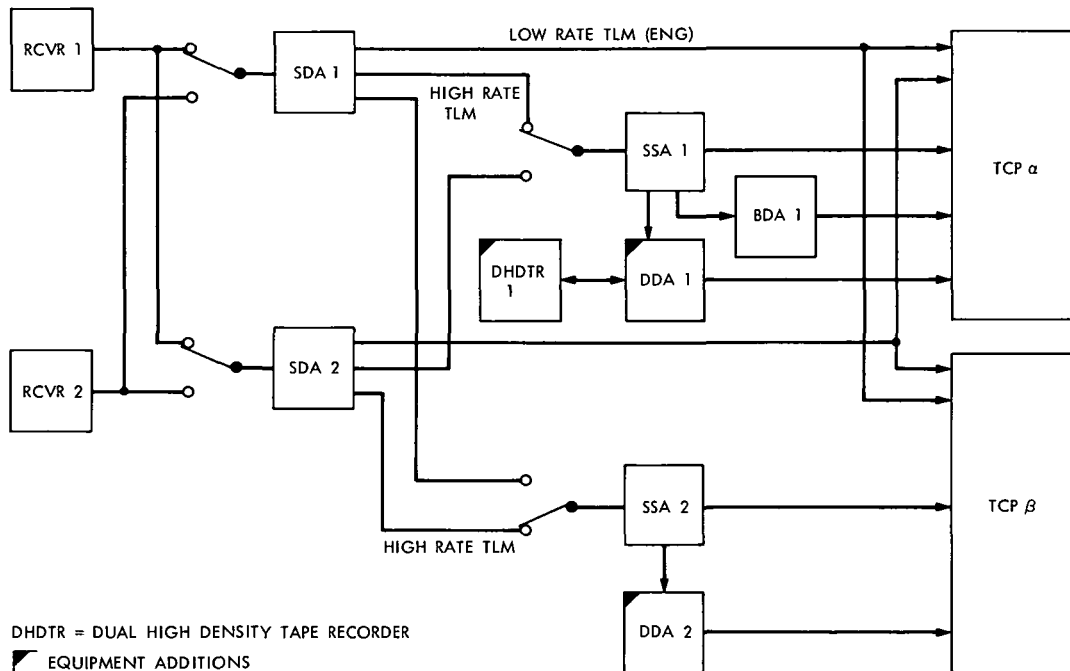 RCVR 1
SDA 1
LOW RATE TLM (ENG)
HIGH RATE
TLM
SSA 1
TCP α
BDA 1
DHDTR
1
DDA 1
SDA 2
RCVR 2
SSA 2
TCP β
HIGH RATE TLM
DDA 2
DHDTR = DUAL HIGH DENSITY TAPE RECORDER
EQUIPMENT ADDITIONS